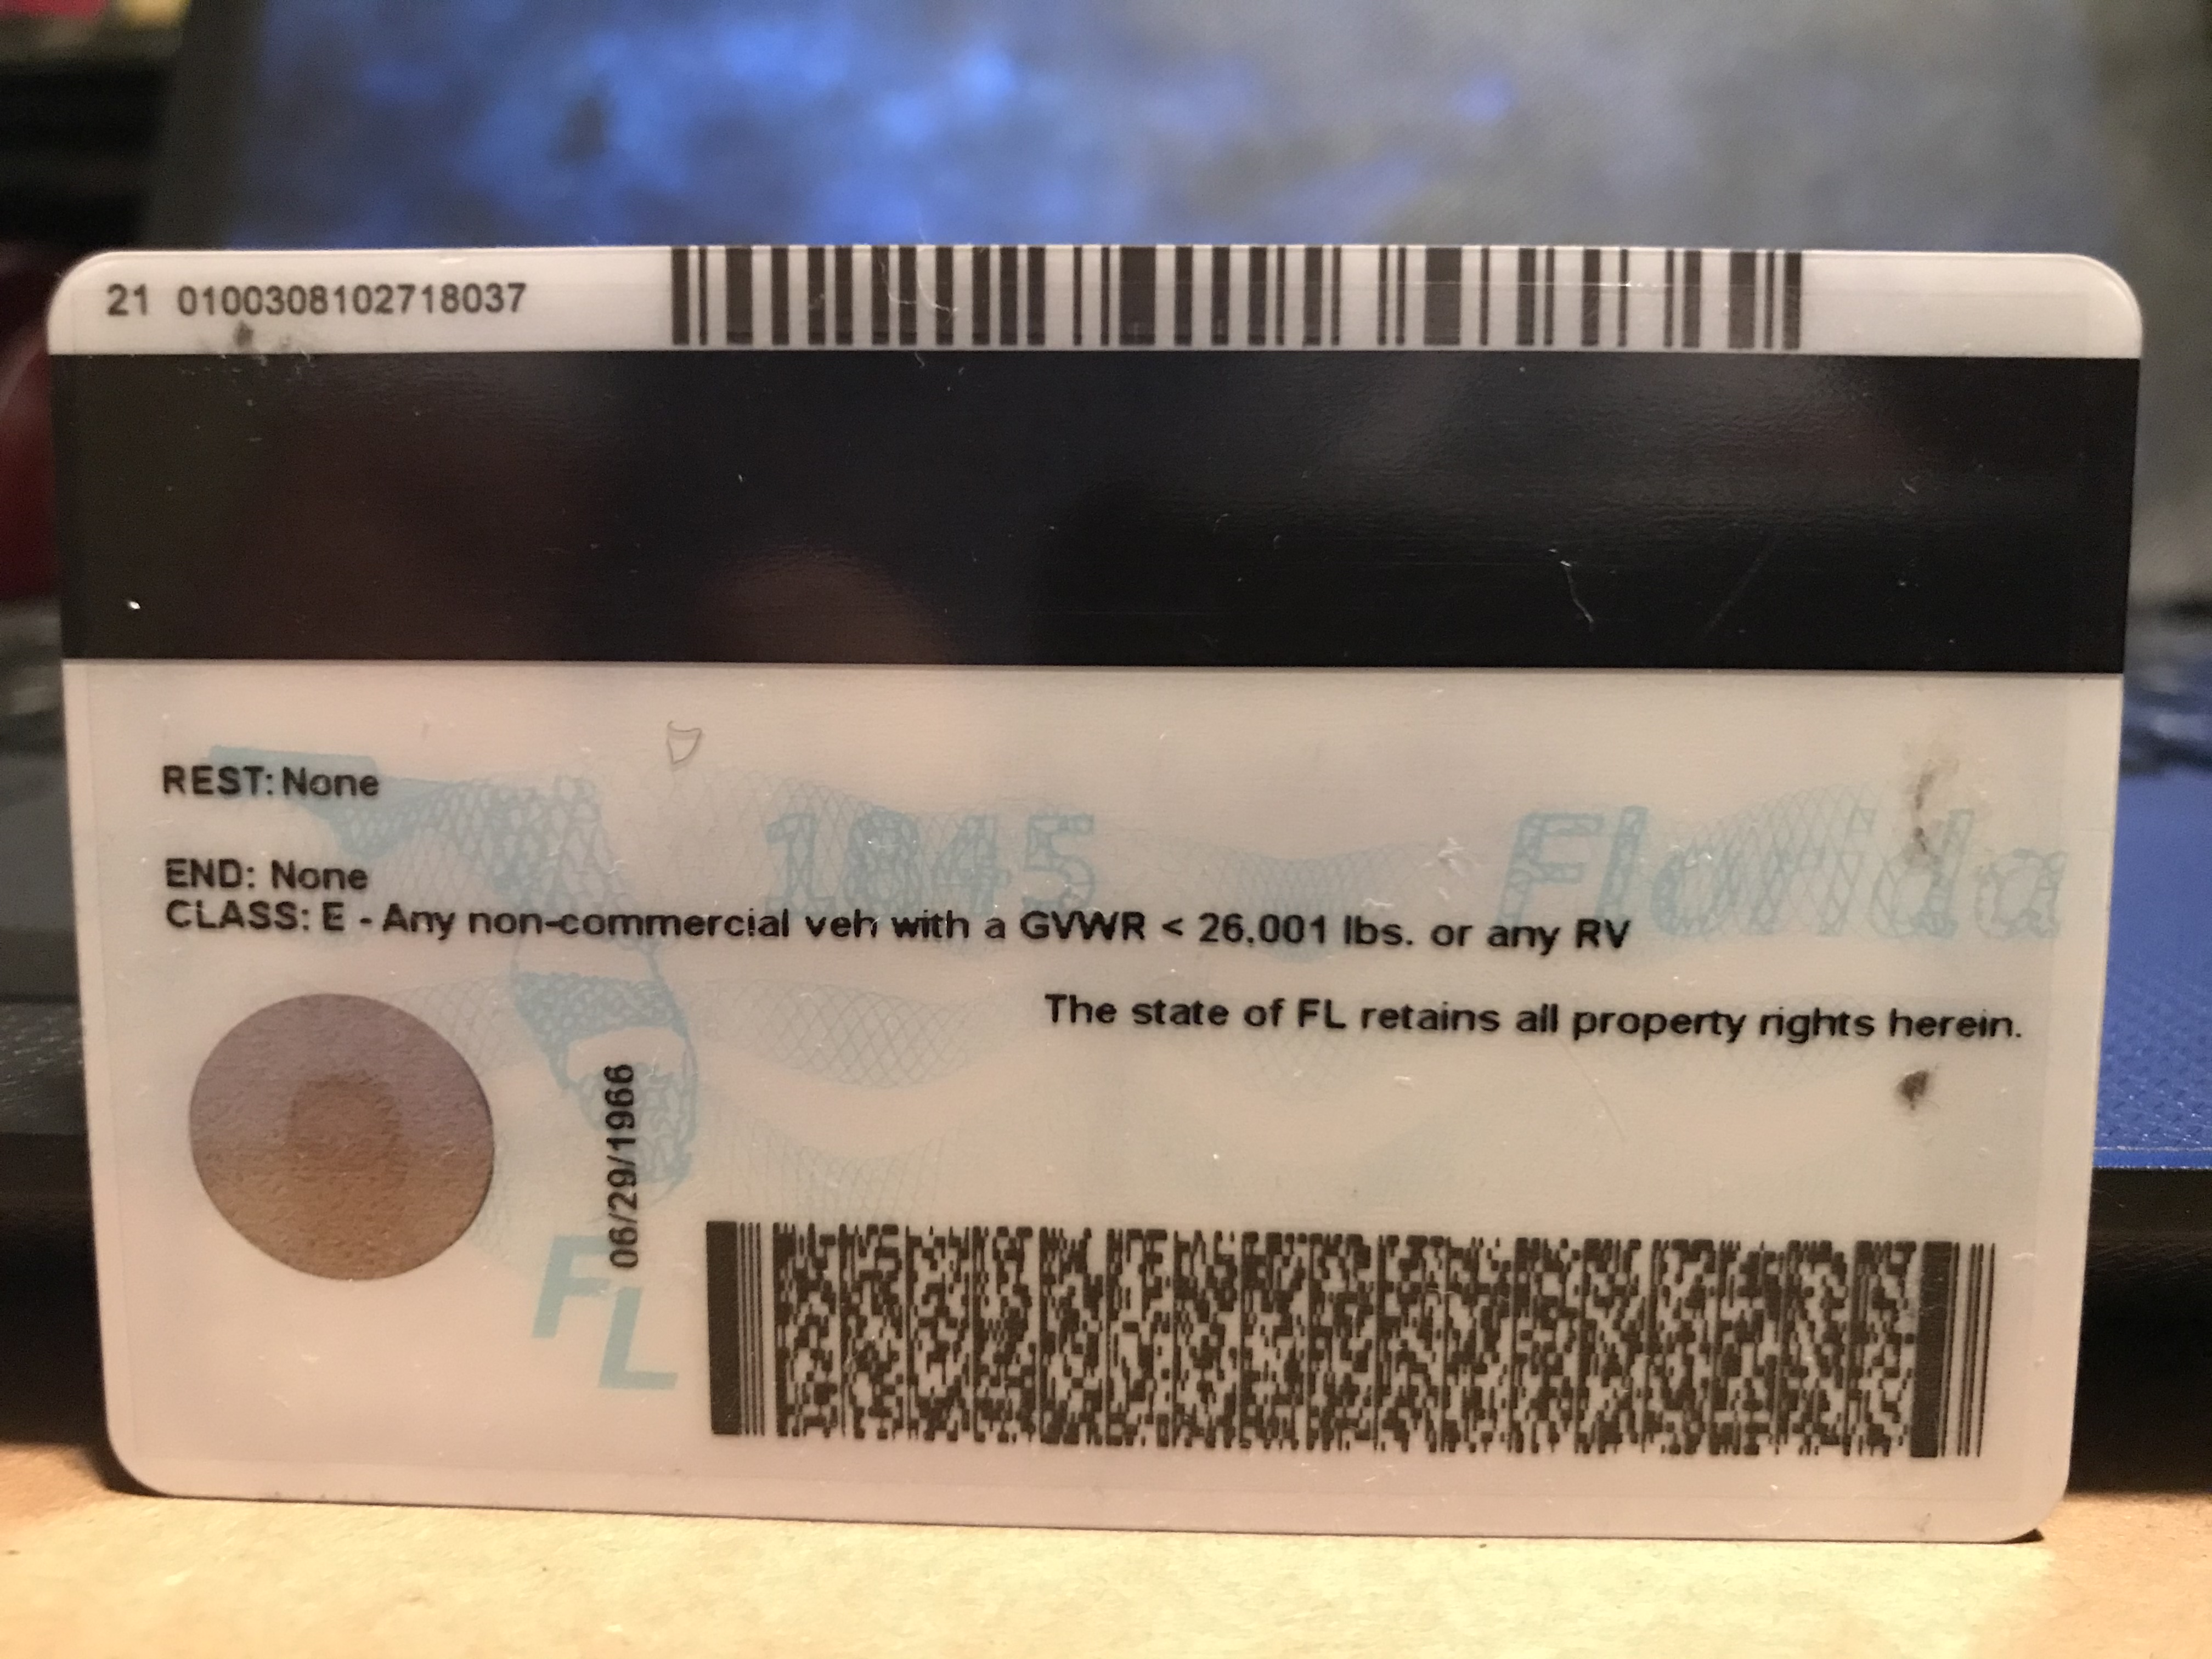 21 0100308102718037
REST: None
1845 Florida
END: None
CLASS: E - Any non-commercial veh with a GVWR < 26,001 lbs. or any RV
The state of FL retains all property rights herein.
06/29/1966
FL